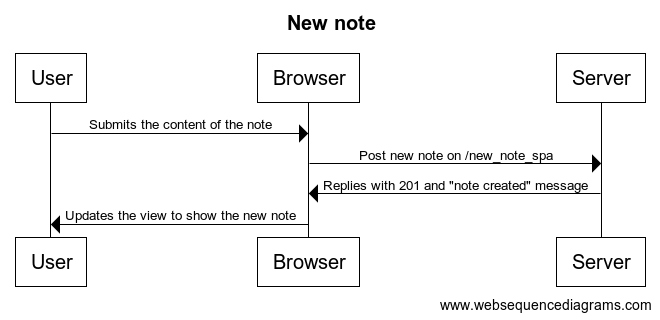 New note
User Browser Server
Submits the content of the note
Post new note on /new_note_spa
Replies with 201 and "note created" message
Updates the view to show the new note
User Browser Server
www.websequencediagrams.com